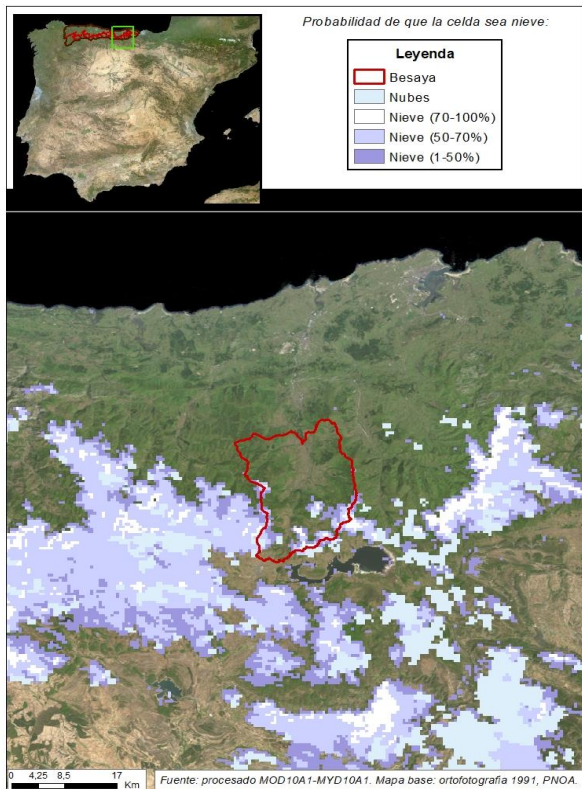 Probabilidad de que la celda sea nieve:
Leyenda
Besaya
Nubes
Nieve (70-100%)
Nieve (50-70%)
Nieve (1-50%)
0 4,25 8,5 17
Km
Fuente: procesado MOD10A1-MYD10A1. Mapa base: ortofotografia 1991, PNOA.